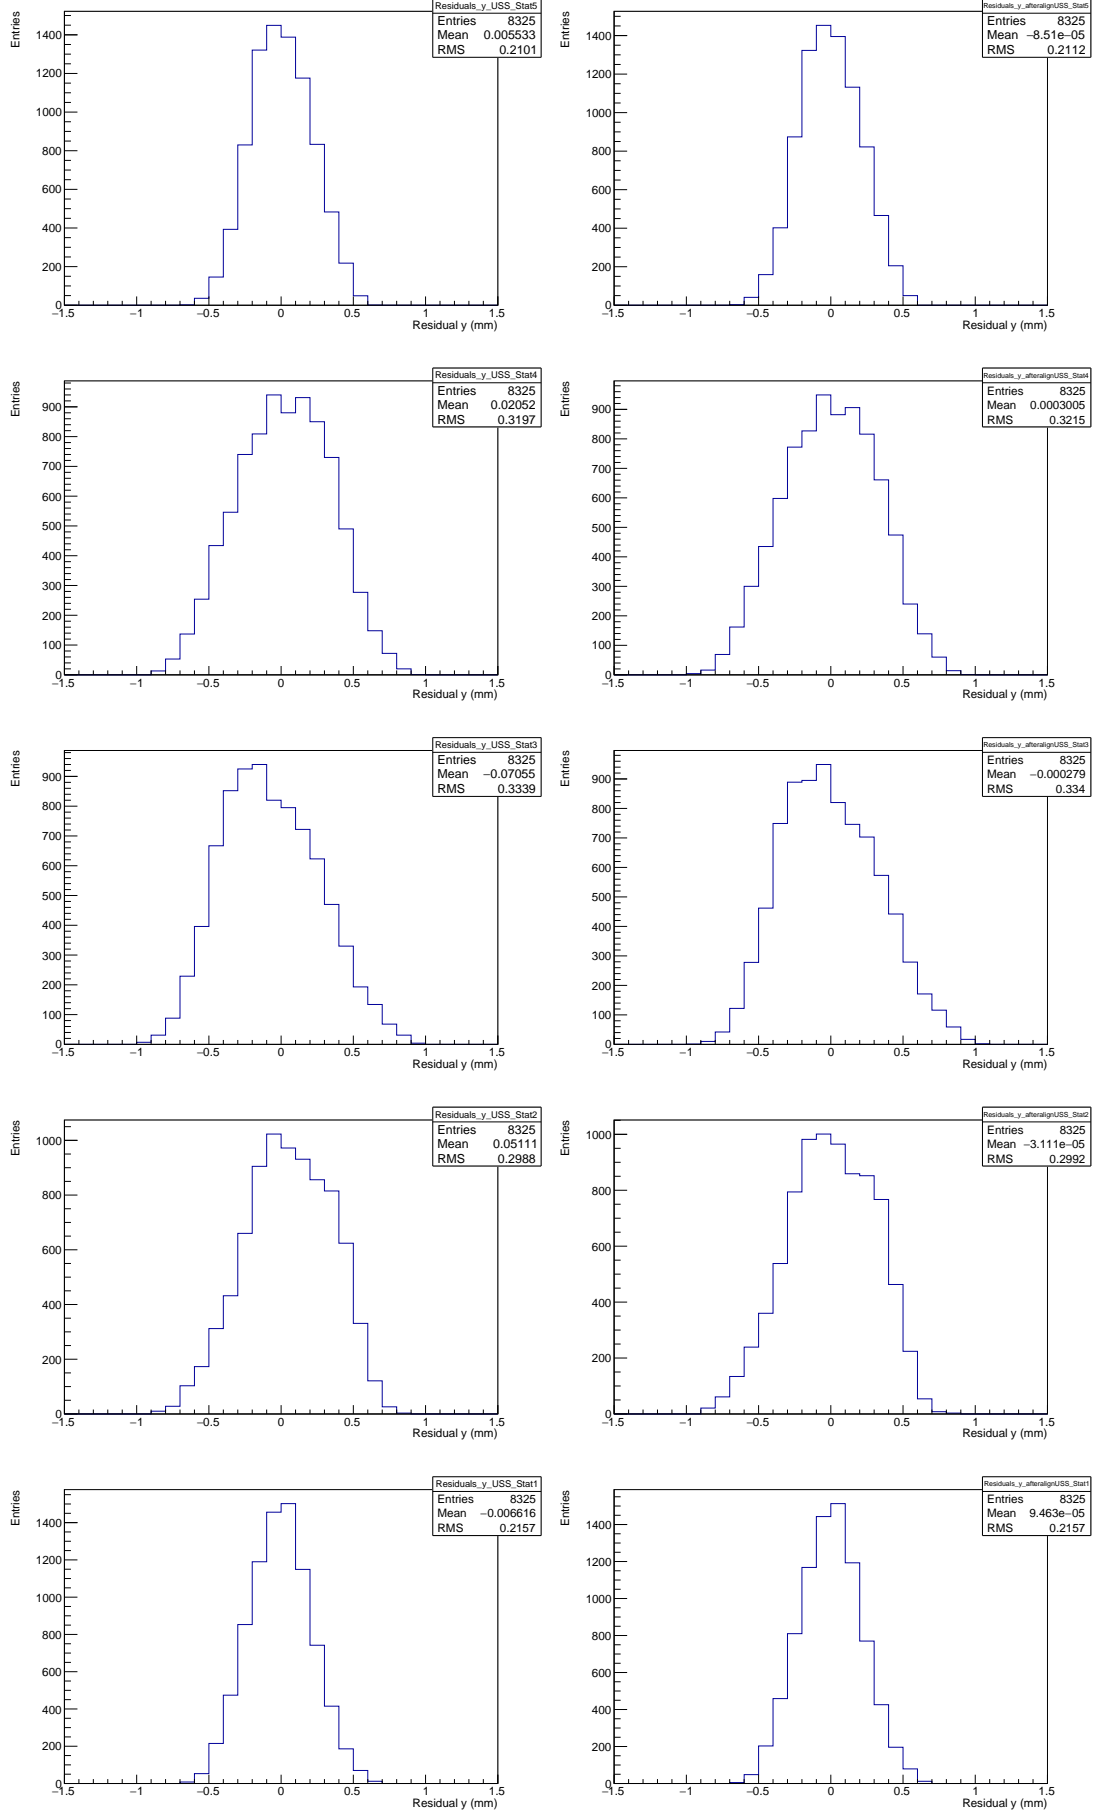 Residuals_y_USS_Stat5
Entries 8325
Mean 0.005533
RMS 0.2101
Entries
1400
1200
1000
800
600
400
200
0
−1.5 −1 −0.5 0 0.5 1 1.5
Residual y (mm)
Residuals_y_afteralignUSS_Stat5
Entries 8325
Mean −8.51e−05
RMS 0.2112
Entries
1400
1200
1000
800
600
400
200
0
−1.5 −1 −0.5 0 0.5 1 1.5
Residual y (mm)
Residuals_y_USS_Stat4
Entries 8325
Mean 0.02052
RMS 0.3197
Entries
900
800
700
600
500
400
300
200
100
0
−1.5 −1 −0.5 0 0.5 1 1.5
Residual y (mm)
Residuals_y_afteralignUSS_Stat4
Entries 8325
Mean 0.0003005
RMS 0.3215
Entries
900
800
700
600
500
400
300
200
100
0
−1.5 −1 −0.5 0 0.5 1 1.5
Residual y (mm)
Residuals_y_USS_Stat3
Entries 8325
Mean −0.07055
RMS 0.3339
Entries
900
800
700
600
500
400
300
200
100
0
−1.5 −1 −0.5 0 0.5 1 1.5
Residual y (mm)
Residuals_y_afteralignUSS_Stat3
Entries 8325
Mean −0.000279
RMS 0.334
Entries
900
800
700
600
500
400
300
200
100
0
−1.5 −1 −0.5 0 0.5 1 1.5
Residual y (mm)
Residuals_y_USS_Stat2
Entries 8325
Mean 0.05111
RMS 0.2988
Entries
1000
800
600
400
200
0
−1.5 −1 −0.5 0 0.5 1 1.5
Residual y (mm)
Residuals_y_afteralignUSS_Stat2
Entries 8325
Mean −3.111e−05
RMS 0.2992
Entries
1000
800
600
400
200
0
−1.5 −1 −0.5 0 0.5 1 1.5
Residual y (mm)
Residuals_y_USS_Stat1
Entries 8325
Mean −0.006616
RMS 0.2157
Entries
1400
1200
1000
800
600
400
200
0
−1.5 −1 −0.5 0 0.5 1 1.5
Residual y (mm)
Residuals_y_afteralignUSS_Stat1
Entries 8325
Mean 9.463e−05
RMS 0.2157
Entries
1400
1200
1000
800
600
400
200
0
−1.5 −1 −0.5 0 0.5 1 1.5
Residual y (mm)